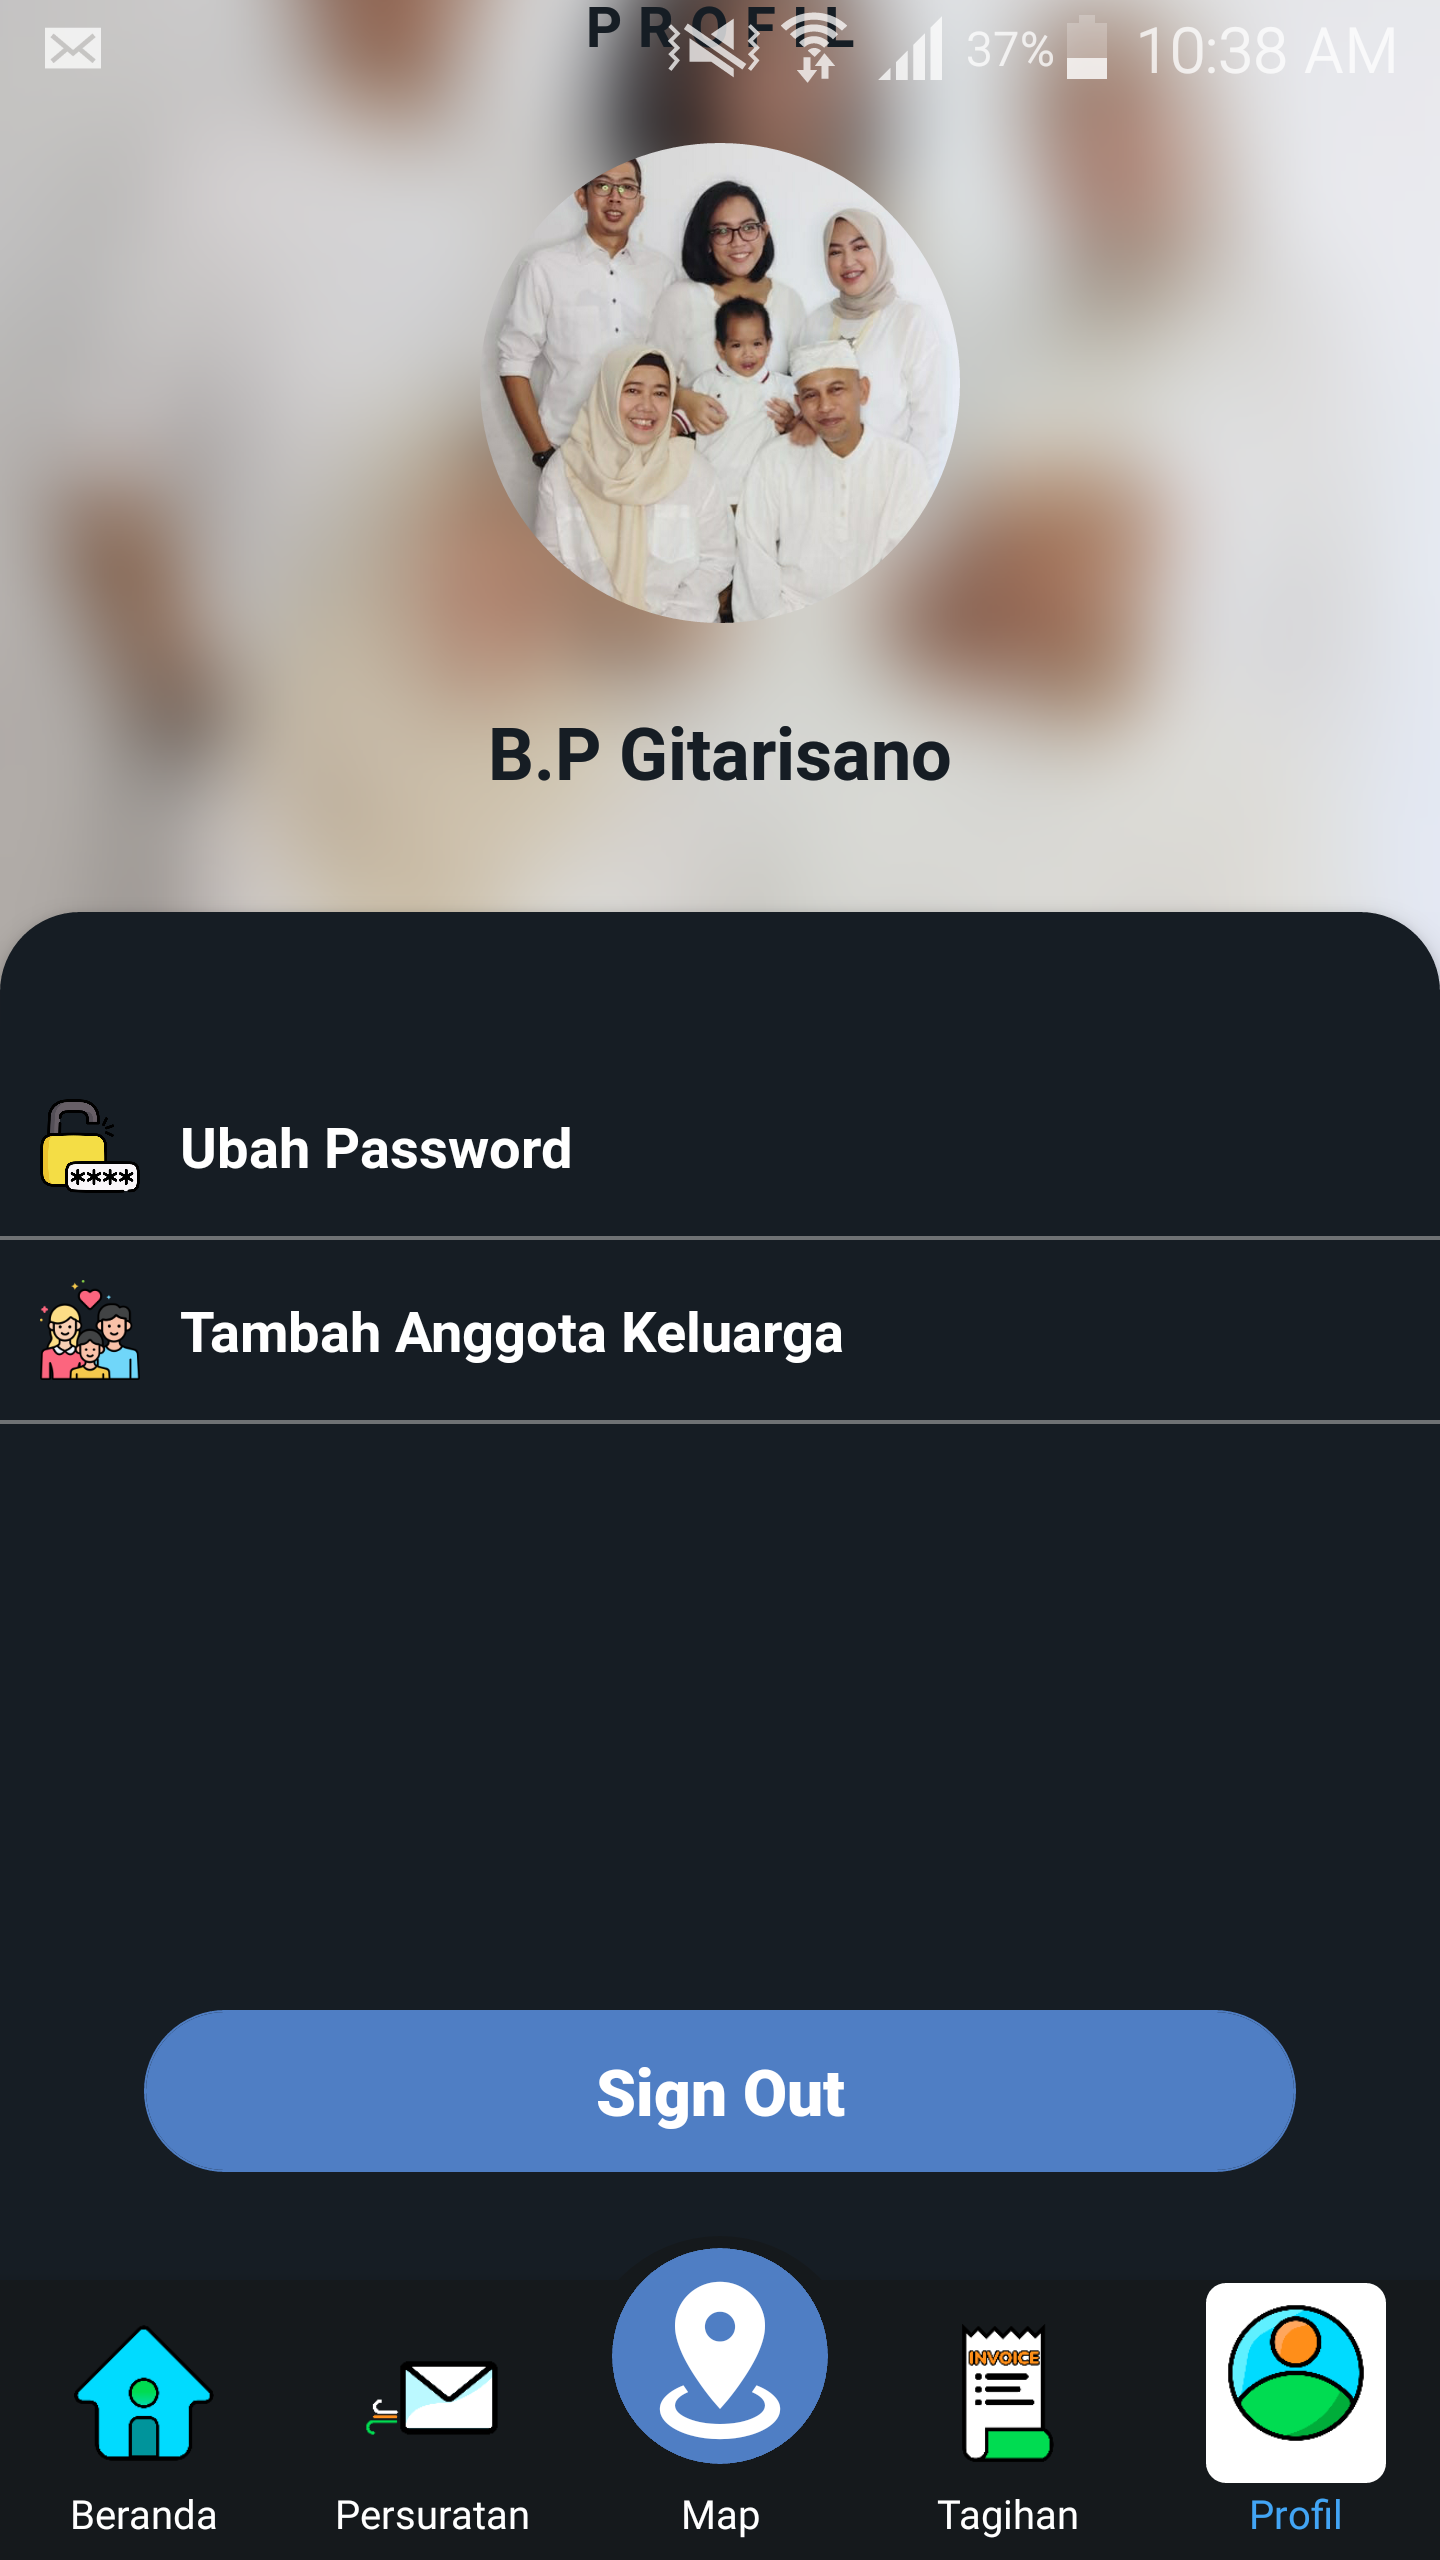 PROFIL
37% 10:38 AM
B.P Gitarisano
Ubah Password
****
Tambah Anggota Keluarga
Sign Out
INVOICE
Beranda
Persuratan
Map
Tagihan
Profil